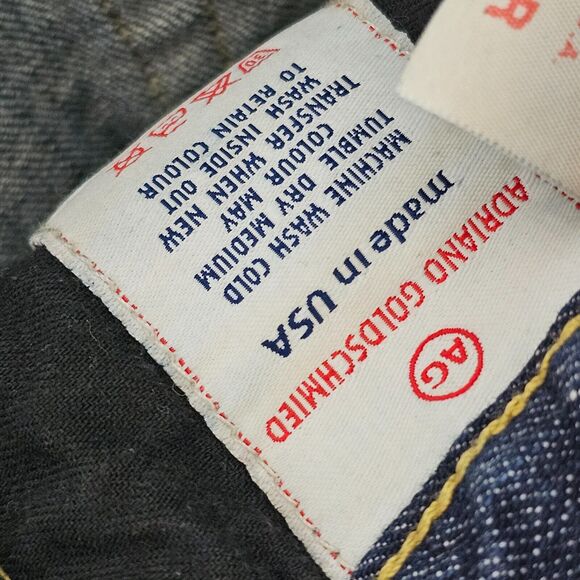 AG
ADRIANO GOLDSCHMIED
made in USA
MACHINE WASH COLD
TUMBLE DRY MEDIUM
COLOUR MAY
TRANSFER WHEN NEW
WASH INSIDE OUT
TO RETAIN COLOUR
30
R